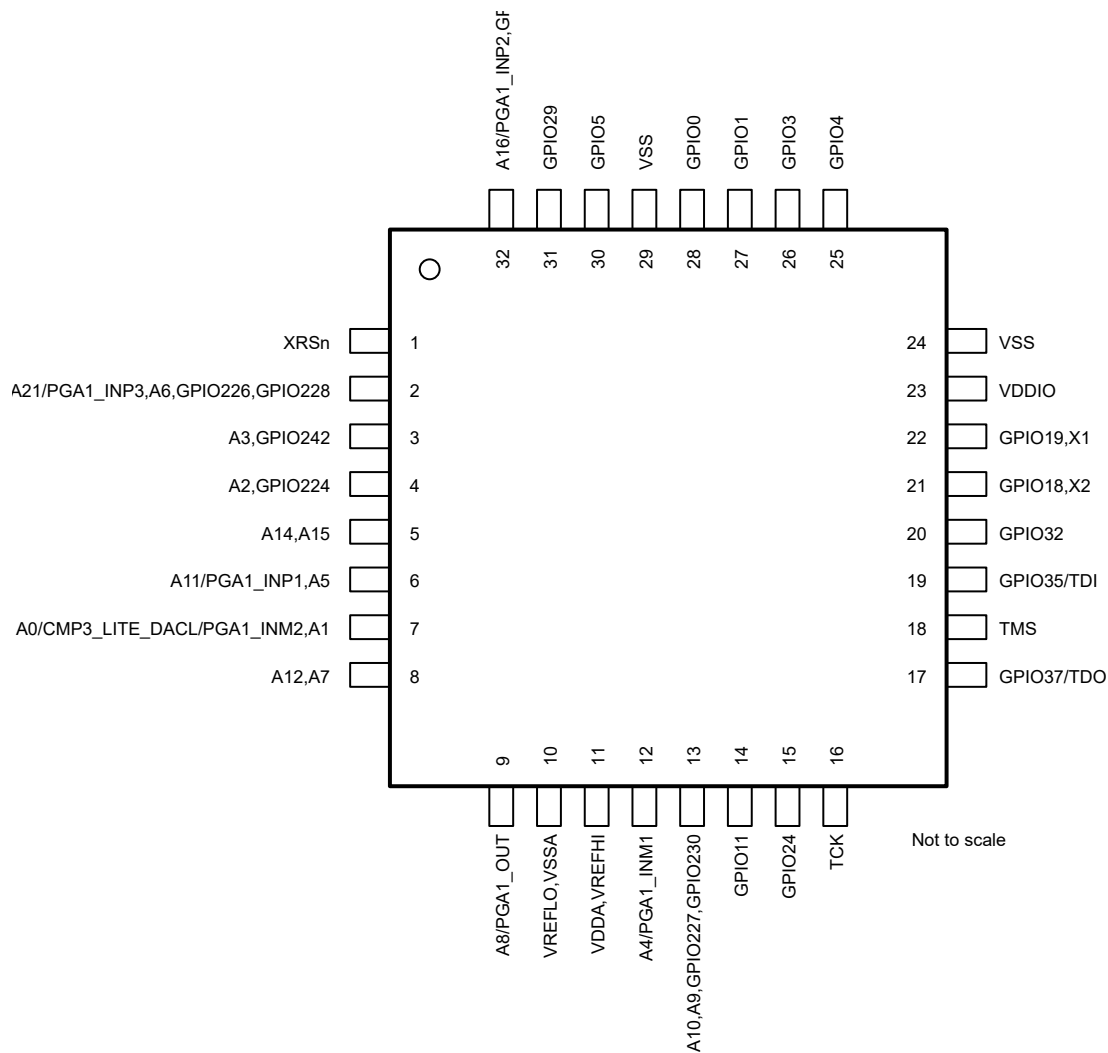 A16/PGA1_INP2,
GPIO29
GPIO5
VSS
GPIO0
GPIO1
GPIO3
GPIO4
32
31
30
29
28
27
26
25
XRSn 1
A21/PGA1_INP3,A6,GPIO226,GPIO228 2
A3,GPIO242 3
A2,GPIO224 4
A14,A15 5
A11/PGA1_INP1,A5 6
A0/CMP3_LITE_DACL/PGA1_INM2,A1 7
A12,A7 8
24 VSS
23 VDDIO
22 GPIO19,X1
21 GPIO18,X2
20 GPIO32
19 GPIO35/TDI
18 TMS
17 GPIO37/TDO
9
10
11
12
13
14
15
16
A8/PGA1_OUT
VREFLO,VSSA
VDDA,VREFHI
A4/PGA1_INM1
A10,A9,GPIO227,GPIO230
GPIO11
GPIO24
TCK
Not to scale